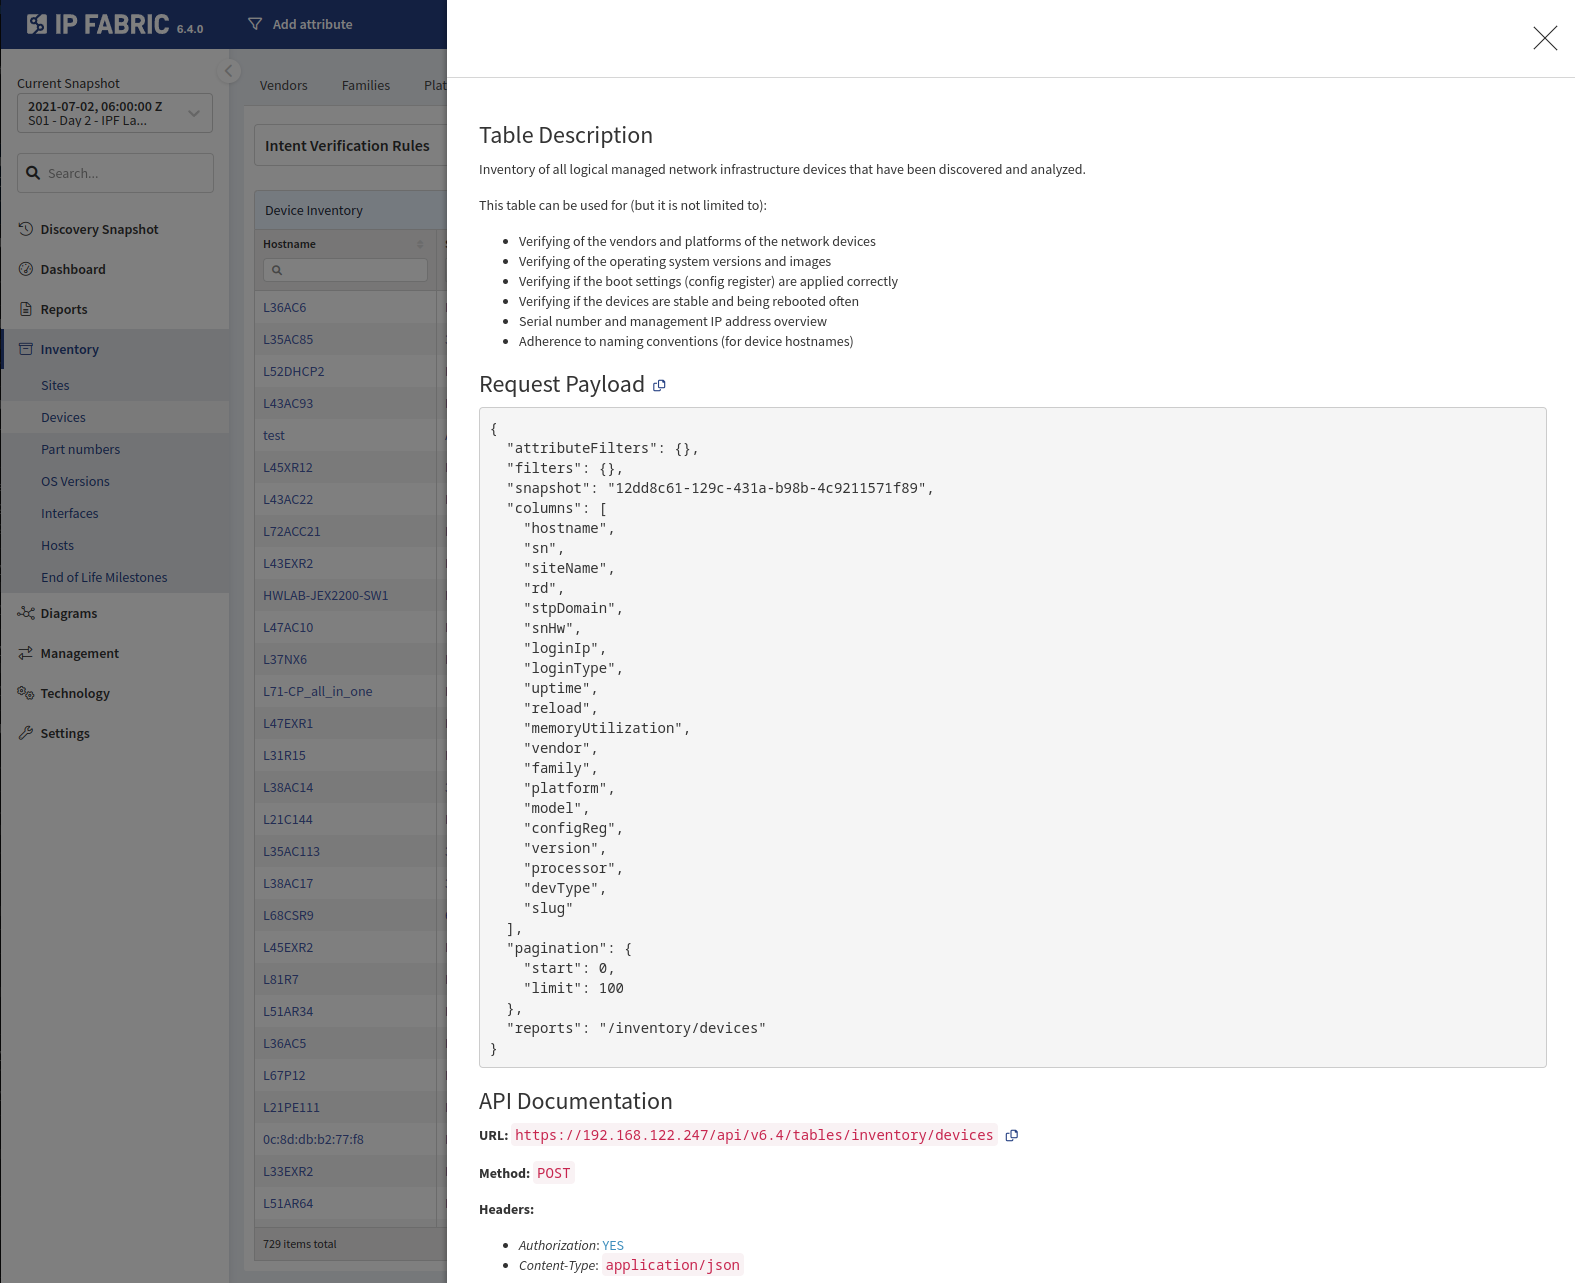 IP FABRIC 6.4.0
Add attribute
Current Snapshot
2021-07-02, 06:00:00 Z
S01 - Day 2 - IPF La...
Search...
Discovery Snapshot
Dashboard
Reports
Inventory
Sites
Devices
Part numbers
OS Versions
Interfaces
Hosts
End of Life Milestones
Diagrams
Management
Technology
Settings
Vendors
Families
Plat
Intent Verification Rules
Device Inventory
Hostname
L36AC6
L35AC85
L52DHCP2
L43AC93
test
L45XR12
L43AC22
L72ACC21
L43EXR2
HWLAB-JEX2200-SW1
L47AC10
L37NX6
L71-CP_all_in_one
L47EXR1
L31R15
L38AC14
L21C144
L35AC113
L38AC17
L68CSR9
L45EXR2
L81R7
L51AR34
L36AC5
L67P12
L21PE111
0c:8d:db:b2:77:f8
L33EXR2
L51AR64
729 items total
Table Description
Inventory of all logical managed network infrastructure devices that have been discovered and analyzed.
This table can be used for (but it is not limited to):
• Verifying of the vendors and platforms of the network devices
• Verifying of the operating system versions and images
• Verifying if the boot settings (config register) are applied correctly
• Verifying if the devices are stable and being rebooted often
• Serial number and management IP address overview
• Adherence to naming conventions (for device hostnames)
Request Payload
{
  "attributeFilters": {},
  "filters": {},
  "snapshot": "12dd8c61-129c-431a-b98b-4c9211571f89",
  "columns": [
    "hostname",
    "sn",
    "siteName",
    "rd",
    "stpDomain",
    "snHw",
    "loginIp",
    "loginType",
    "uptime",
    "reload",
    "memoryUtilization",
    "vendor",
    "family",
    "platform",
    "model",
    "configReg",
    "version",
    "processor",
    "devType",
    "slug"
  ],
  "pagination": {
    "start": 0,
    "limit": 100
  },
  "reports": "/inventory/devices"
}
API Documentation
URL: https://192.168.122.247/api/v6.4/tables/inventory/devices
Method: POST
Headers:
• Authorization: YES
• Content-Type: application/json